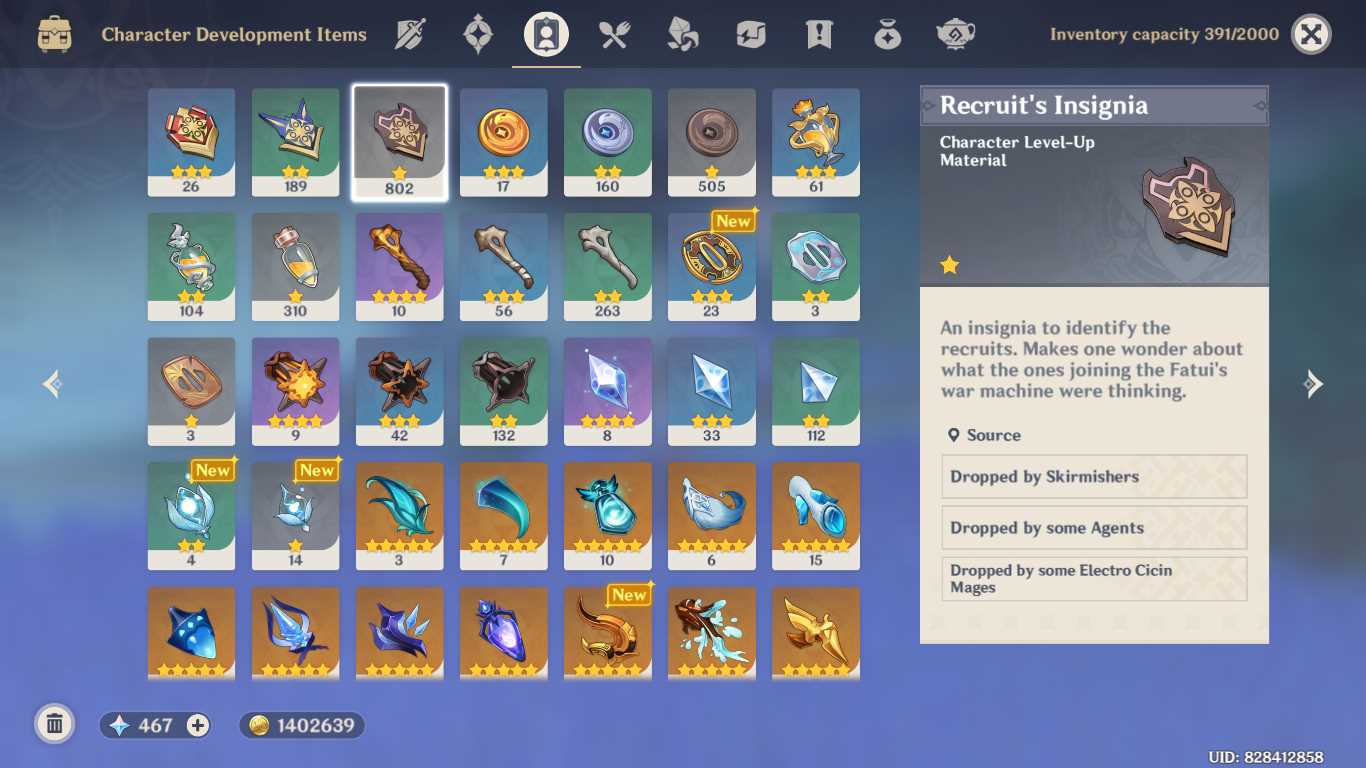 Character Development Items
Inventory capacity 391/2000
26
189
802
17
160
505
61
104
310
10
56
263
New
23
3
3
9
42
132
8
33
112
New
4
New
14
3
7
10
6
15
New
Recruit's Insignia
Character Level-Up
Material
An insignia to identify the
recruits. Makes one wonder about
what the ones joining the Fatui's
war machine were thinking.
Source
Dropped by Skirmishers
Dropped by some Agents
Dropped by some Electro Cicin
Mages
467
1402639
UID: 828412858